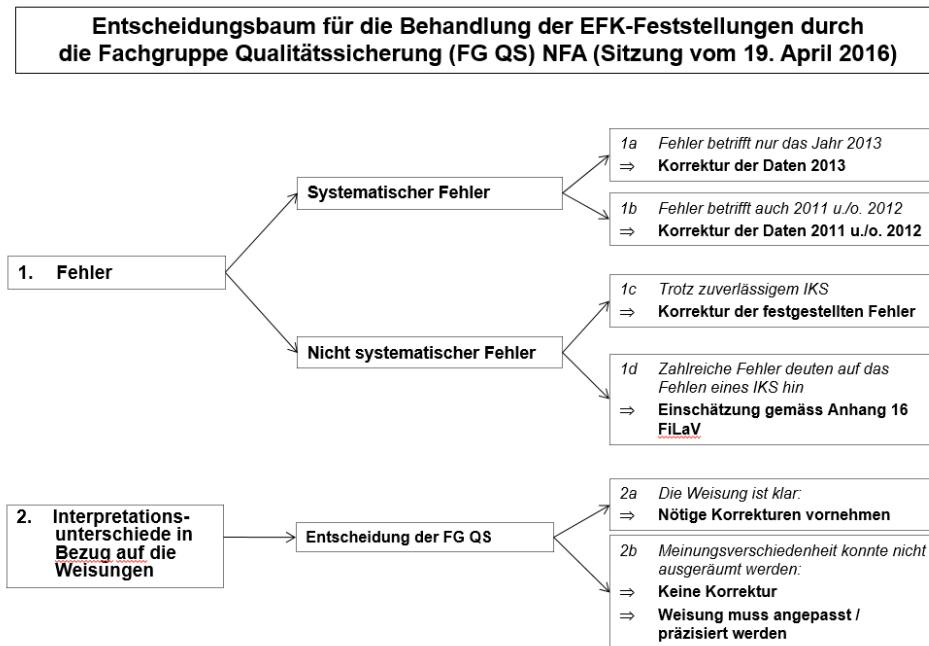 Entscheidungsbaum für die Behandlung der EFK-Feststellungen durch
die Fachgruppe Qualitätssicherung (FG QS) NFA (Sitzung vom 19. April 2016)
1. Fehler
Systematischer Fehler
1a Fehler betrifft nur das Jahr 2013
⇒ Korrektur der Daten 2013
1b Fehler betrifft auch 2011 u./o. 2012
⇒ Korrektur der Daten 2011 u./o. 2012
Nicht systematischer Fehler
1c Trotz zuverlässigem IKS
⇒ Korrektur der festgestellten Fehler
1d Zahlreiche Fehler deuten auf das
Fehlen eines IKS hin
⇒ Einschätzung gemäss Anhang 16
FiLaV
2. Interpretations-
unterschiede in
Bezug auf die
Weisungen
Entscheidung der FG QS
2a Die Weisung ist klar:
⇒ Nötige Korrekturen vornehmen
2b Meinungsverschiedenheit konnte nicht
ausgeräumt werden:
⇒ Keine Korrektur
⇒ Weisung muss angepasst /
präzisiert werden